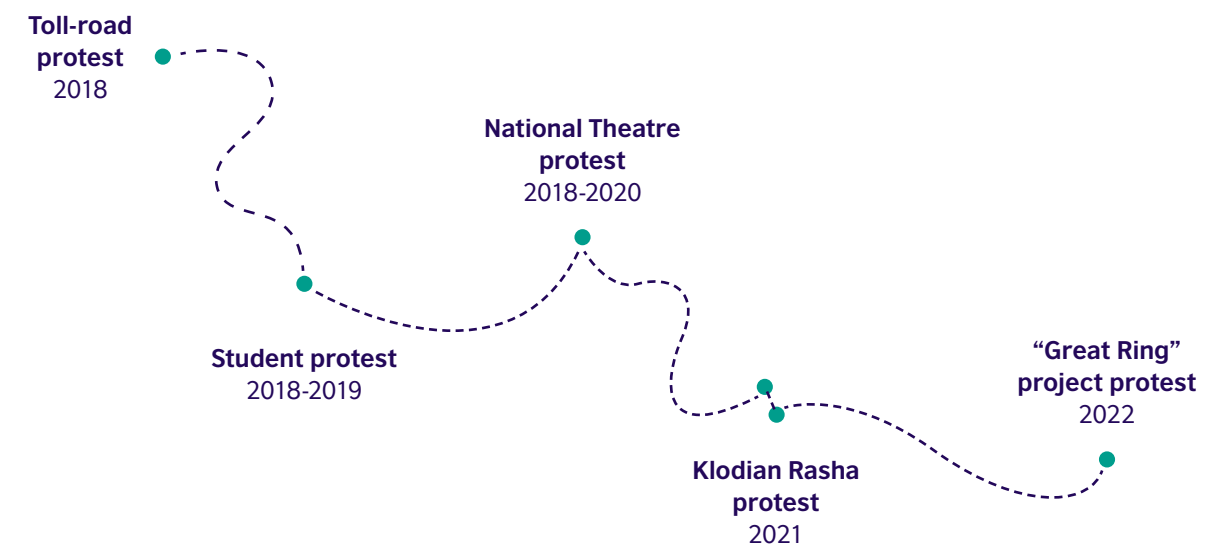 Toll-road
protest
2018
National Theatre
protest
2018-2020
Student protest
2018-2019
“Great Ring”
project protest
2022
Klodian Rasha
protest
2021